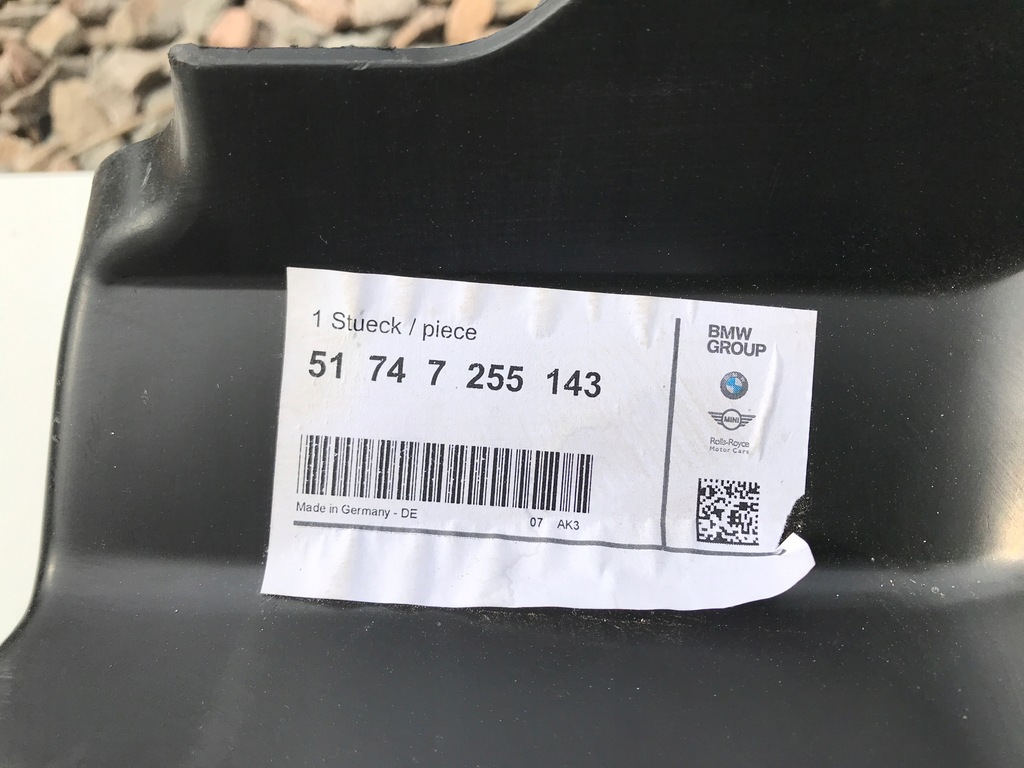 1 Stueck / piece
51 74 7 255 143
Made in Germany - DE
07 AK3
BMW
GROUP
MINI
Rolls-Royce
Motor Cars